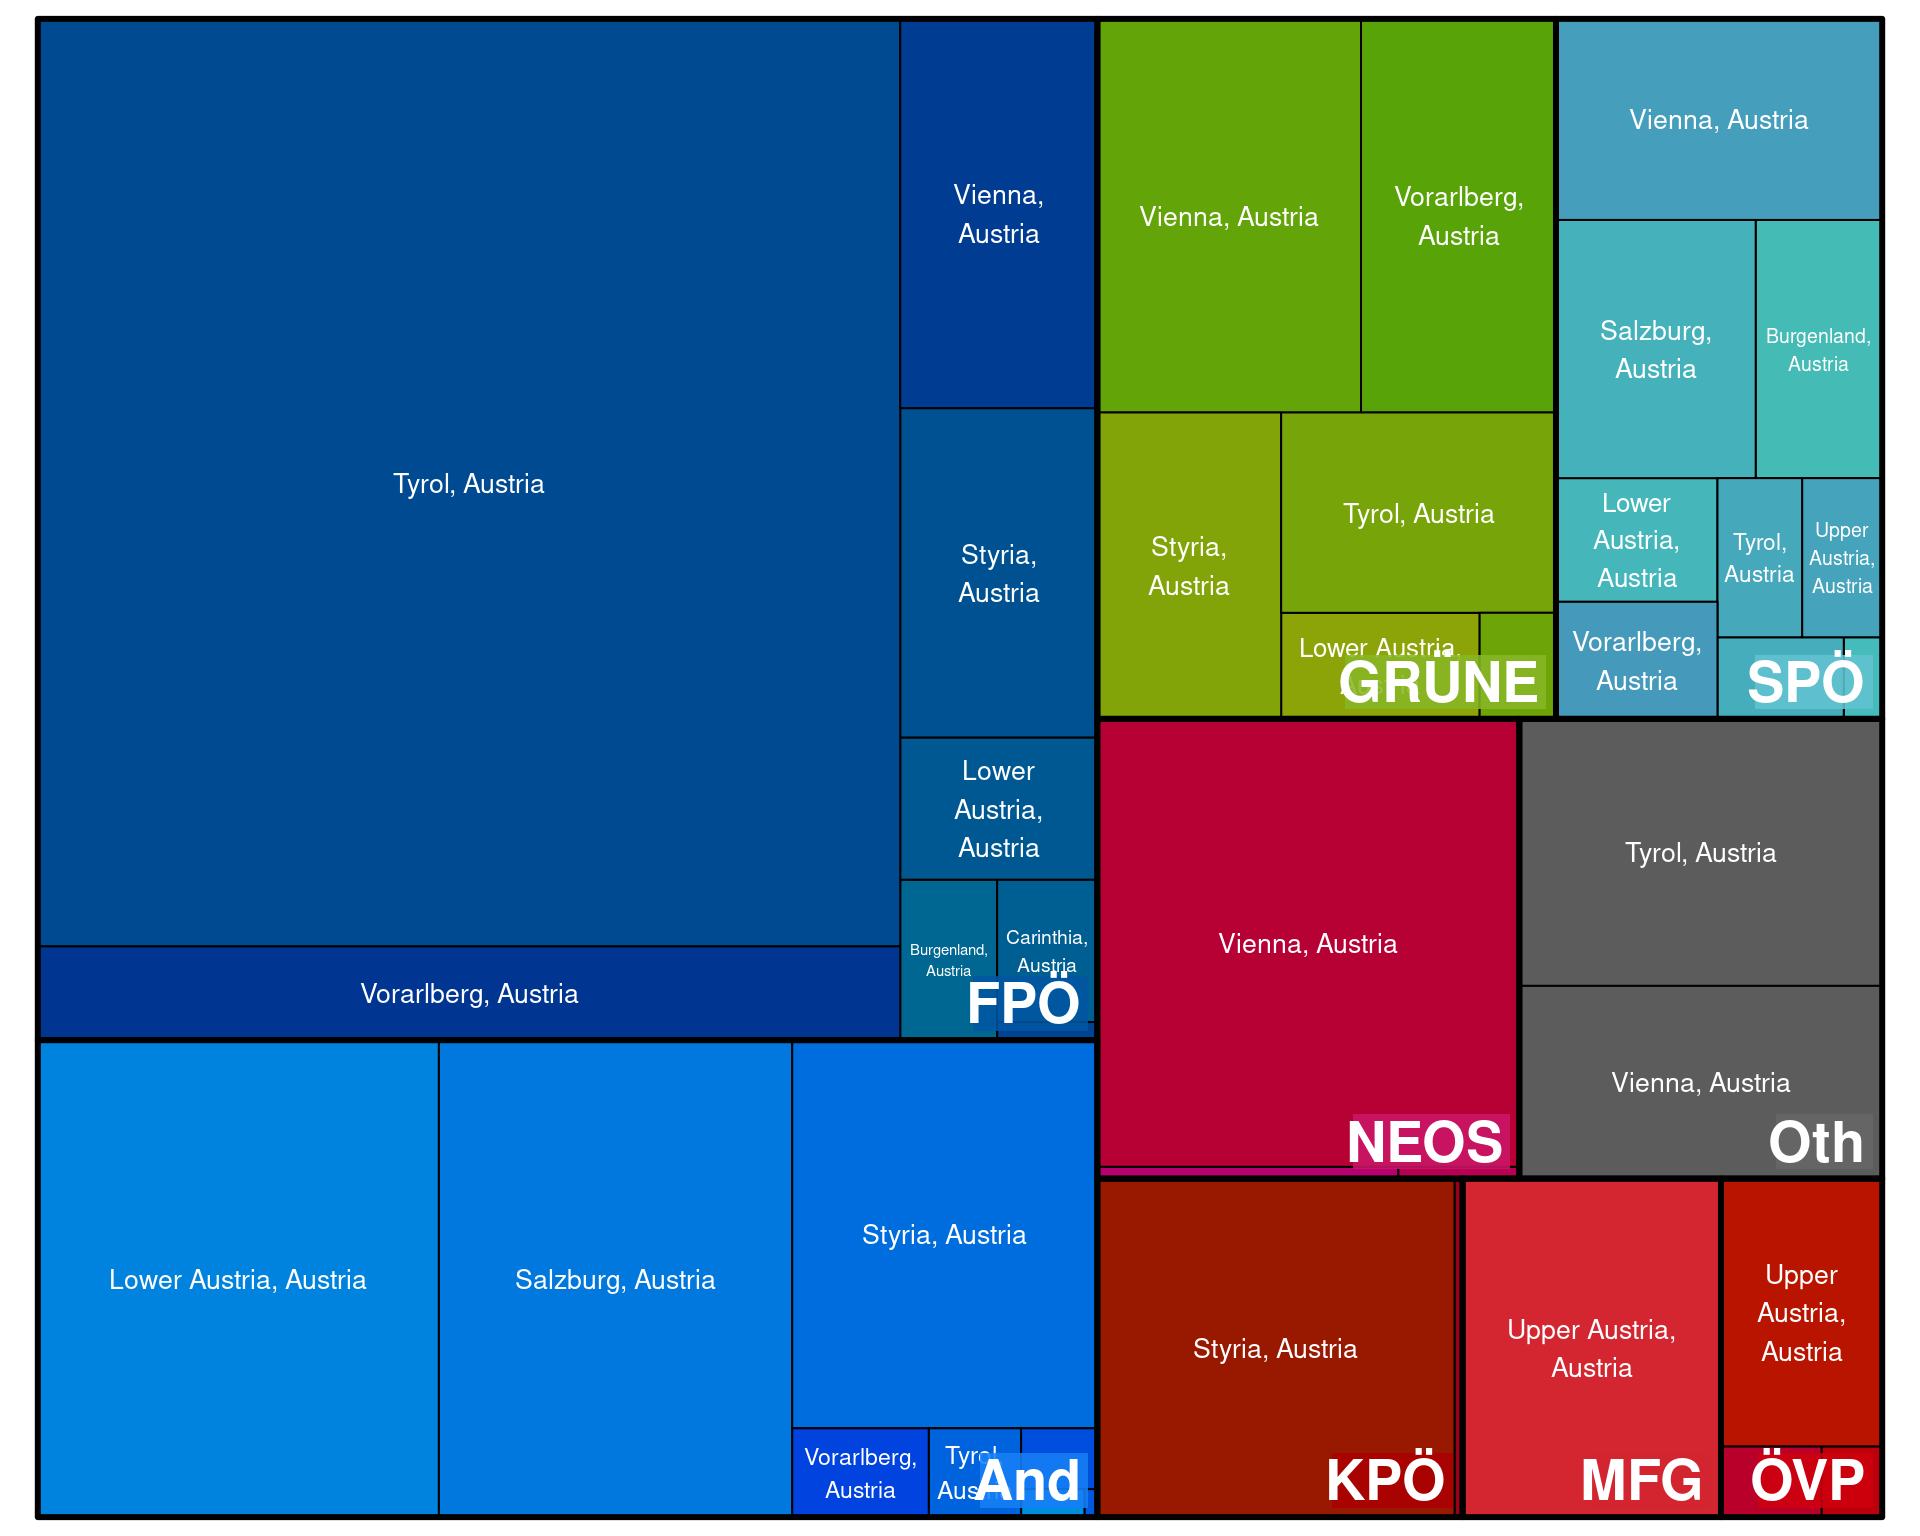 Tyrol, Austria
Vorarlberg, Austria
Vienna,
Austria
Styria,
Austria
Lower
Austria,
Austria
Burgenland,
Austria
Carinthia,
Austria
FPÖ
Lower Austria, Austria
Salzburg, Austria
Styria, Austria
Vorarlberg,
Austria
And
Vienna, Austria
Vorarlberg,
Austria
Styria,
Austria
Tyrol, Austria
Lower Austria,
GRÜNE
Vienna, Austria
Salzburg,
Austria
Burgenland,
Austria
Lower
Austria,
Austria
Vorarlberg,
Austria
Tyrol,
Austria
Upper
Austria,
Austria
SPÖ
Vienna, Austria
NEOS
Tyrol, Austria
Vienna, Austria
Oth
Styria, Austria
KPÖ
Upper Austria,
Austria
MFG
Upper
Austria,
Austria
ÖVP